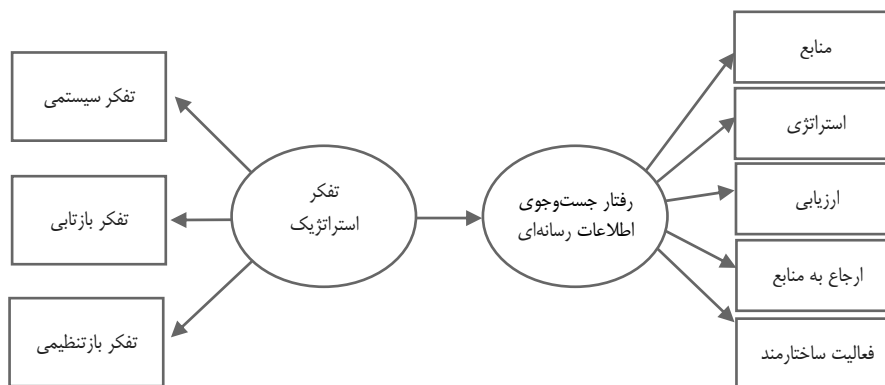 منابع
استراتژی
ارزیابی
ارجاع به منابع
فعالیت ساختارمند
رفتار جست‌وجوی
اطلاعات رسانه‌ای
تفکر
استراتژیک
تفکر سیستمی
تفکر بازتابی
تفکر بازتنظیمی